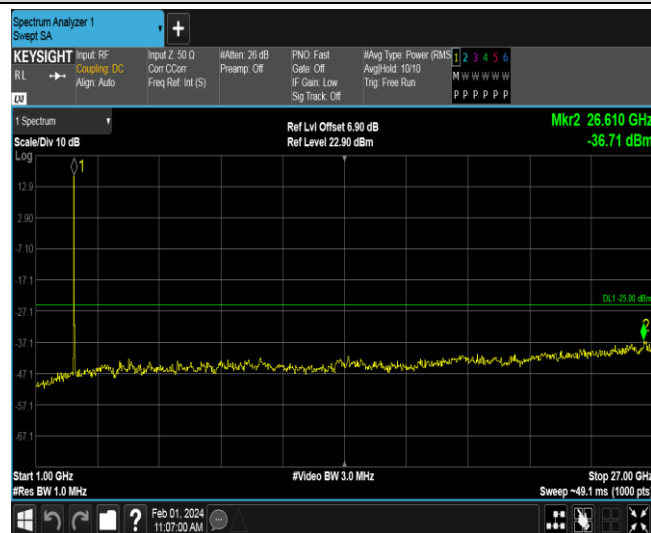 Spectrum Analyzer 1
Swept SA
+
KEYSIGHT
RL
LXI
Input: RF
Coupling: DC
Align: Auto
Input Z: 50 Ω
Corr CCorr
Freq Ref: Int (S)
#Atten: 26 dB
Preamp: Off
PNO: Fast
Gate: Off
IF Gain: Low
Sig Track: Off
#Avg Type: Power (RMS
Avg|Hold: 10/10
Trig: Free Run
1 2 3 4 5 6
M W W W W W
P P P P P P
1 Spectrum
Scale/Div 10 dB
Ref Lvl Offset 6.90 dB
Ref Level 22.90 dBm
Mkr2 26.610 GHz
-36.71 dBm
Log
1
12.9
2.90
-7.10
-17.1
DL1 -25.00 dBm
-27.1
2
-37.1
-47.1
-57.1
-67.1
Start 1.00 GHz
#Res BW 1.0 MHz
#Video BW 3.0 MHz
Stop 27.00 GHz
Sweep ~49.1 ms (1000 pts)
?
Feb 01, 2024
11:07:00 AM